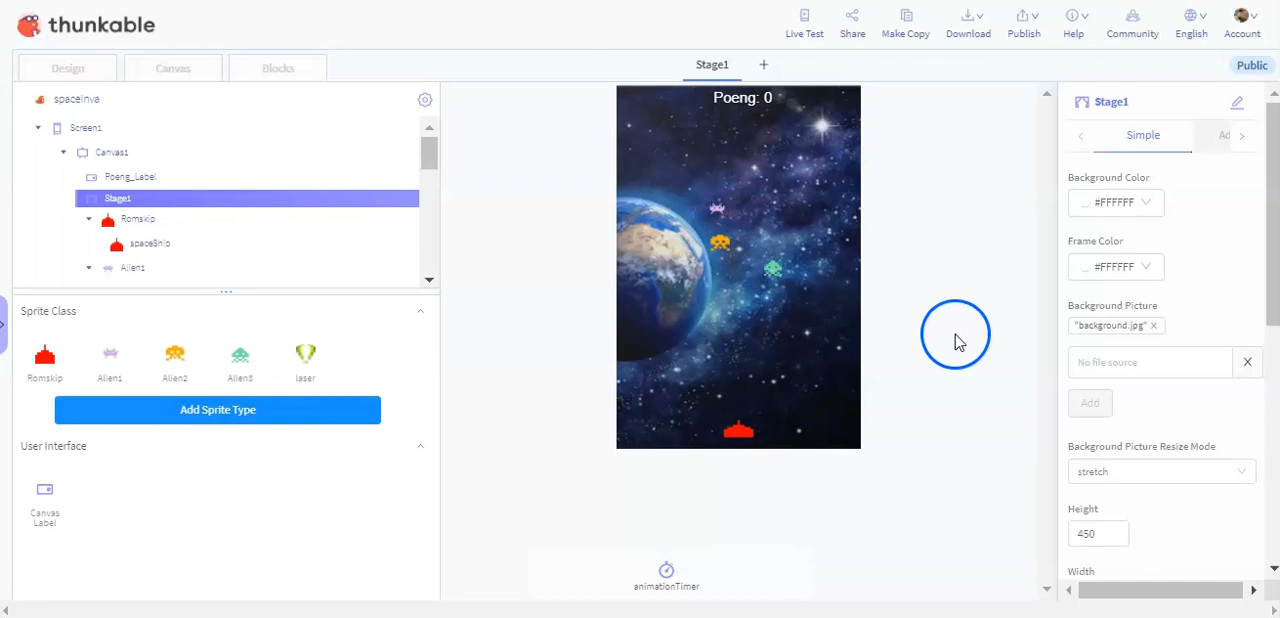 thunkable
Live Test
Share
Make Copy
Download
Publish
Help
Community
English
Account
Design
Canvas
Blocks
Stage1
+
Public
spaceInva
Screen1
Canvas1
Poeng_Label
Stage1
Romskip
spaceShip
Alien1
Sprite Class
Romskip
Alien1
Alien2
Alien3
laser
Add Sprite Type
User Interface
Canvas
Label
Poeng: 0
animationTimer
Stage1
Simple
Ad
Background Color
#FFFFFF
Frame Color
#FFFFFF
Background Picture
"background.jpg" ×
No file source
X
Add
Background Picture Resize Mode
stretch
Height
450
Width